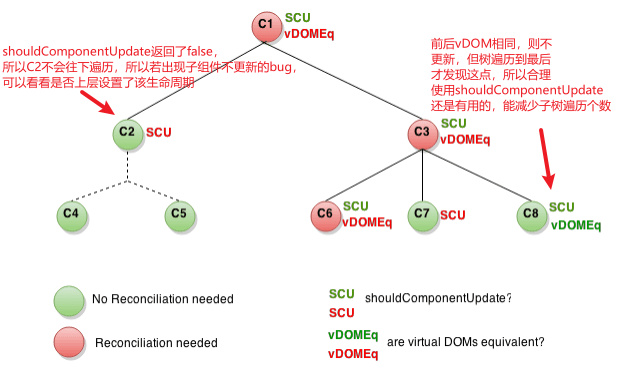 C1
SCU
vDOMEq
shouldComponentUpdate返回了false，
所以C2不会往下遍历，所以若出现子组件不更新的bug，
可以看看是否上层设置了该生命周期
前后vDOM相同，则不
更新，但树遍历到最后
才发现这点，所以合理
使用shouldComponentUpdate
还是有用的，能减少子树遍历个数
C2
SCU
C3
SCU
vDOMEq
C4
C5
C6
SCU
vDOMEq
C7
SCU
C8
SCU
vDOMEq
No Reconciliation needed
Reconciliation needed
SCU
SCU
shouldComponentUpdate?
vDOMEq
vDOMEq
are virtual DOMs equivalent?